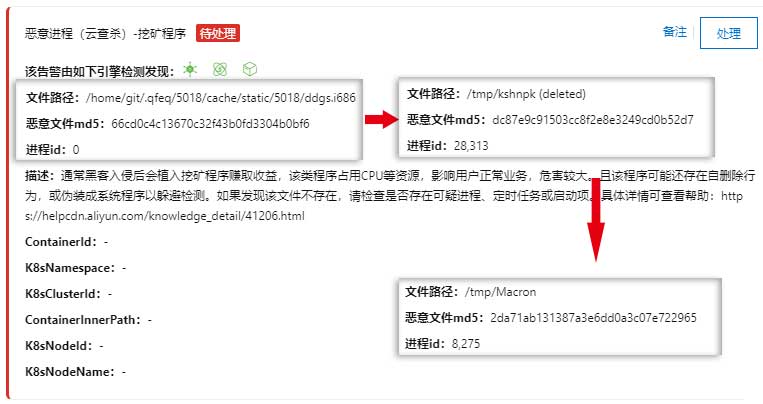 恶意进程（云查杀）-挖矿程序 待处理 备注 处理
该告警由如下引擎检测发现：
文件路径：/home/git/.qfeq/5018/cache/static/5018/ddgs.i686
恶意文件md5：66cd0c4c13670c32f43b0fd3304b0bf6
进程id：0
文件路径：/tmp/kshnpk (deleted)
恶意文件md5：dc87e9c91503cc8f2e8e3249cd0b52d7
进程id：28,313
描述：通常黑客入侵后会植入挖矿程序赚取收益，该类程序占用CPU等资源，影响用户正常业务，危害较大。且该程序可能还存在自删除行
为，或伪装成系统程序以躲避检测。如果发现该文件不存在，请检查是否存在可疑进程、定时任务或启动项。具体详情可查看帮助：http
s://helpcdn.aliyun.com/knowledge_detail/41206.html
ContainerId：-
K8sNamespace：-
K8sClusterId：-
ContainerInnerPath：-
K8sNodeId：-
K8sNodeName：-
文件路径：/tmp/Macron
恶意文件md5：2da71ab131387a3e6dd0a3c07e722965
进程id：8,275